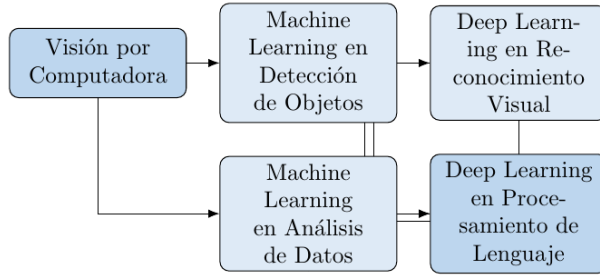 Visión por
Computadora
Machine
Learning en
Detección
de Objetos
Deep Learn-
ing en Re-
conocimiento
Visual
Machine
Learning
en Análisis
de Datos
Deep Learning
en Proce-
samiento de
Lenguaje